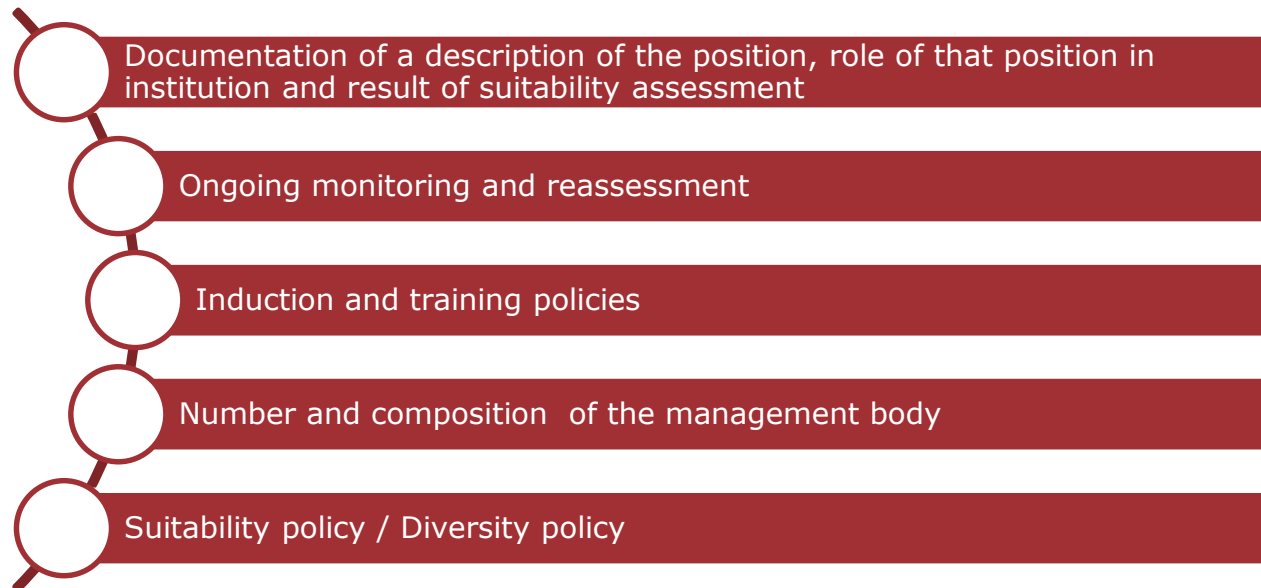 Documentation of a description of the position, role of that position in
institution and result of suitability assessment
Ongoing monitoring and reassessment
Induction and training policies
Number and composition  of the management body
Suitability policy / Diversity policy